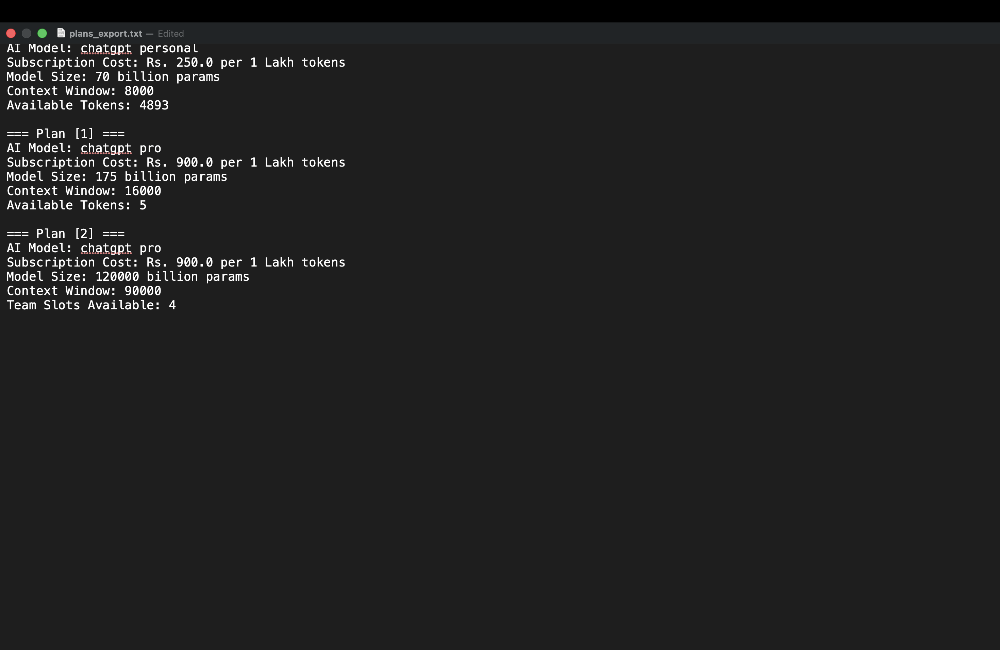 plans_export.txt — Edited
AI Model: chatgpt personal
Subscription Cost: Rs. 250.0 per 1 Lakh tokens
Model Size: 70 billion params
Context Window: 8000
Available Tokens: 4893
=== Plan [1] ===
AI Model: chatgpt pro
Subscription Cost: Rs. 900.0 per 1 Lakh tokens
Model Size: 175 billion params
Context Window: 16000
Available Tokens: 5
=== Plan [2] ===
AI Model: chatgpt pro
Subscription Cost: Rs. 900.0 per 1 Lakh tokens
Model Size: 120000 billion params
Context Window: 90000
Team Slots Available: 4